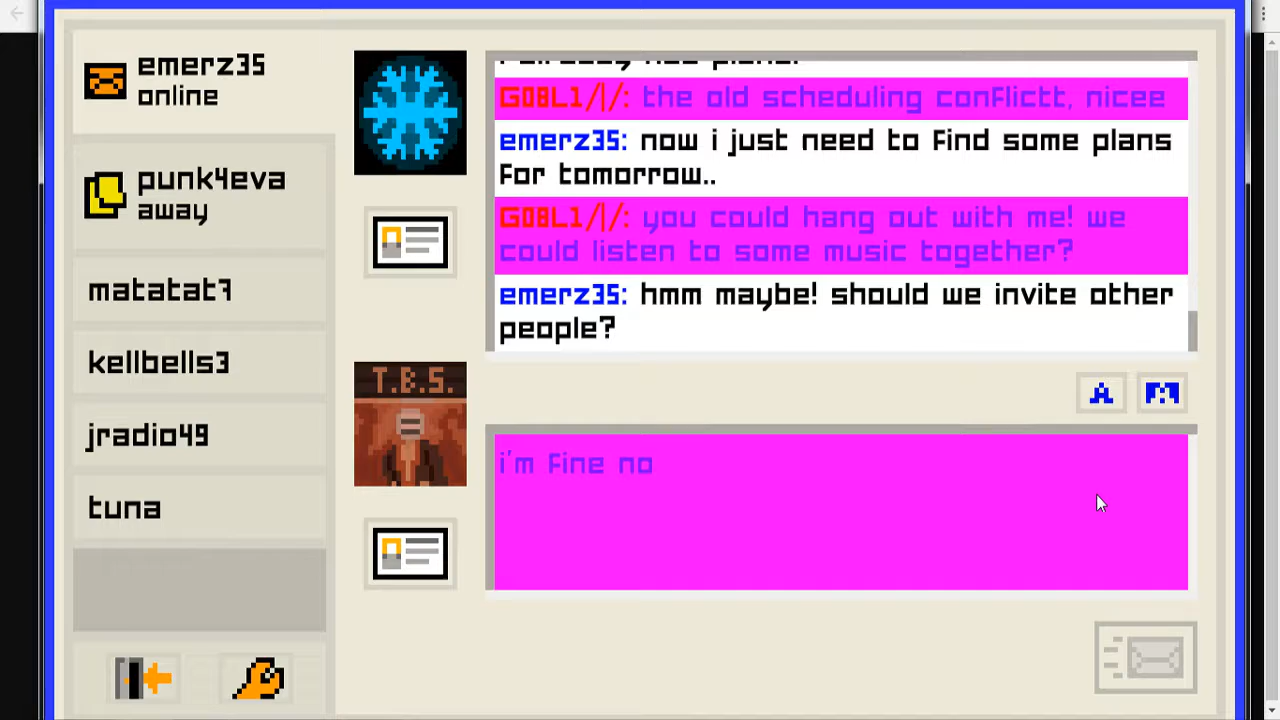 emerz35
online
punk4eva
away
matatat7
kellbells3
jradio49
tuna
T.B.S.
G08L1/|/: the old scheduling conflictt, nicee
emerz35: now i just need to find some plans
for tomorrow..
G08L1/|/: you could hang out with me! we
could listen to some music together?
emerz35: hmm maybe! should we invite other
people?
A
i'm fine no